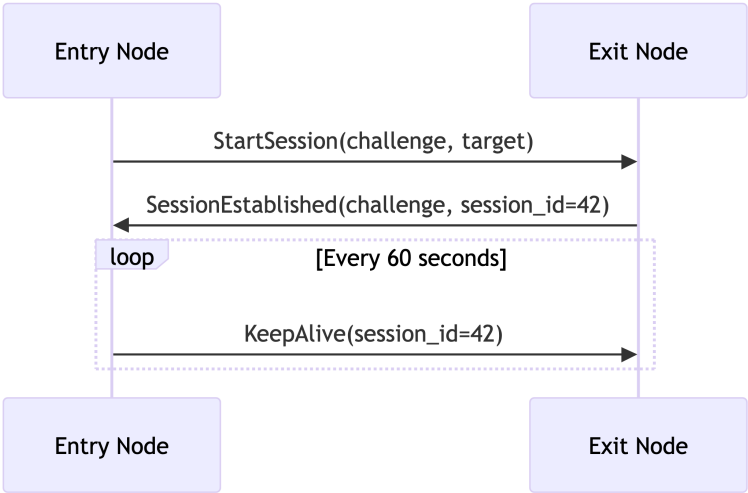 Entry Node
Exit Node
StartSession(challenge, target)
SessionEstablished(challenge, session_id=42)
loop
[Every 60 seconds]
KeepAlive(session_id=42)
Entry Node
Exit Node